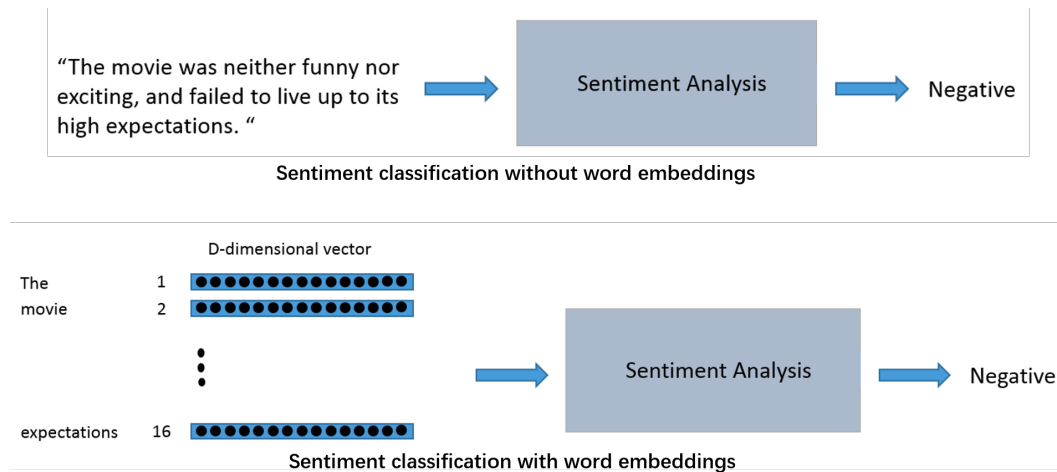 “The movie was neither funny nor
exciting, and failed to live up to its
high expectations. “
Sentiment Analysis
Negative
Sentiment classification without word embeddings
D-dimensional vector
The 1
movie 2
expectations 16
Sentiment Analysis
Negative
Sentiment classification with word embeddings